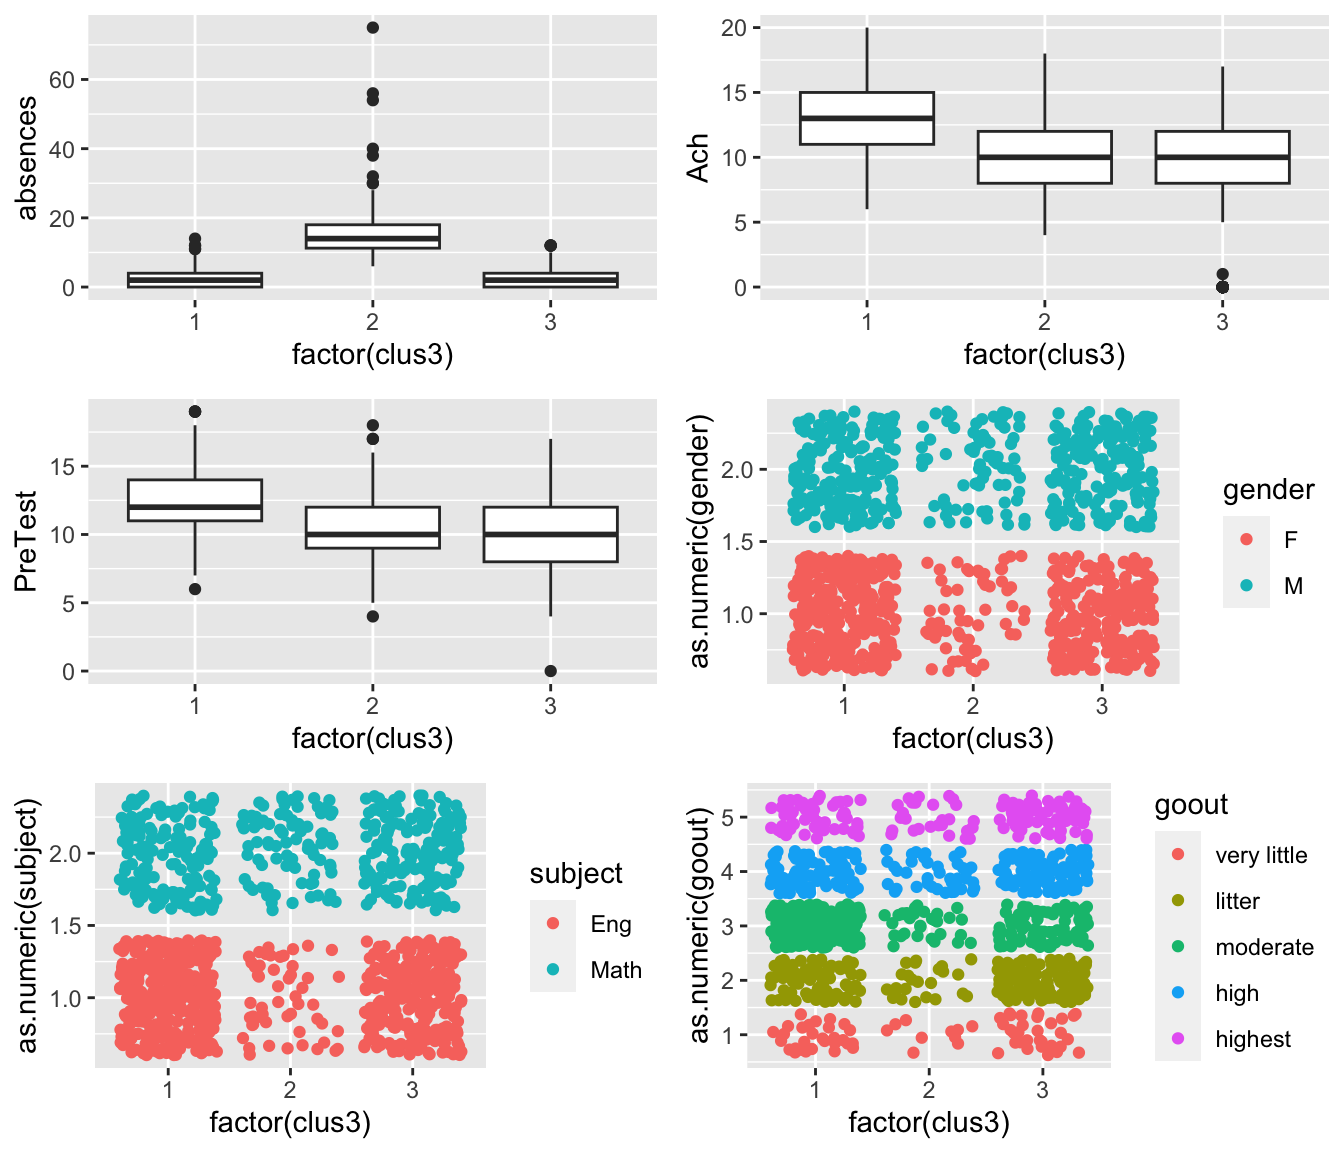 absences
60
40
20
0
1 2 3
factor(clus3)
Ach
20
15
10
5
0
1 2 3
factor(clus3)
PreTest
15
10
5
0
1 2 3
factor(clus3)
as.numeric(gender)
2.0
1.5
1.0
1 2 3
factor(clus3)
gender
F
M
as.numeric(subject)
2.0
1.5
1.0
1 2 3
factor(clus3)
subject
Eng
Math
as.numeric(goout)
5
4
3
2
1
1 2 3
factor(clus3)
goout
very little
litter
moderate
high
highest